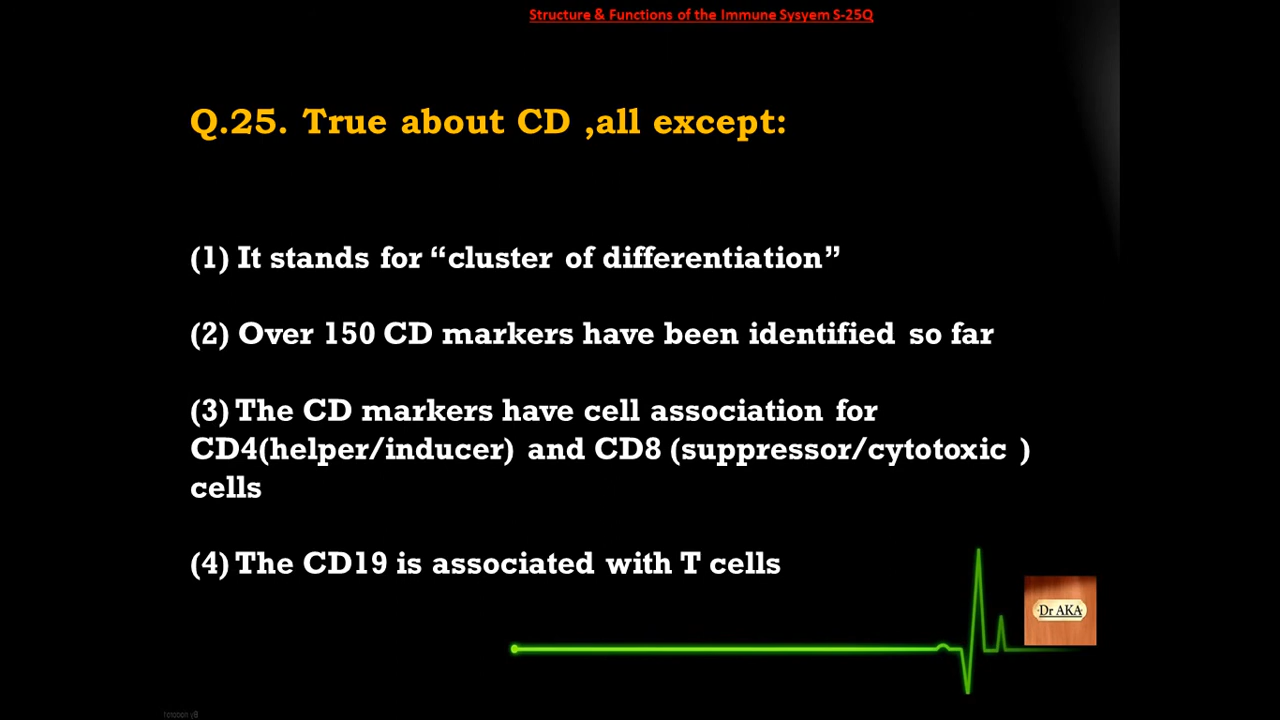 Structure & Functions of the Immune Sysyem S-25Q
Q.25. True about CD ,all except:
(1) It stands for “cluster of differentiation”
(2) Over 150 CD markers have been identified so far
(3) The CD markers have cell association for
CD4(helper/inducer) and CD8 (suppressor/cytotoxic )
cells
(4) The CD19 is associated with T cells
Dr AKA